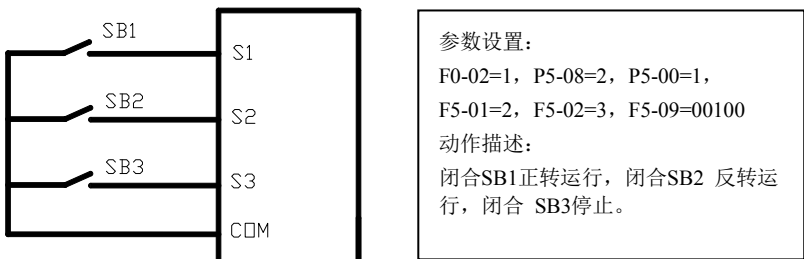 SB1
S1
SB2
S2
SB3
S3
COM
参数设置：
F0-02=1，P5-08=2，P5-00=1，
F5-01=2，F5-02=3，F5-09=00100
动作描述：
闭合SB1正转运行，闭合SB2 反转运
行，闭合 SB3停止。